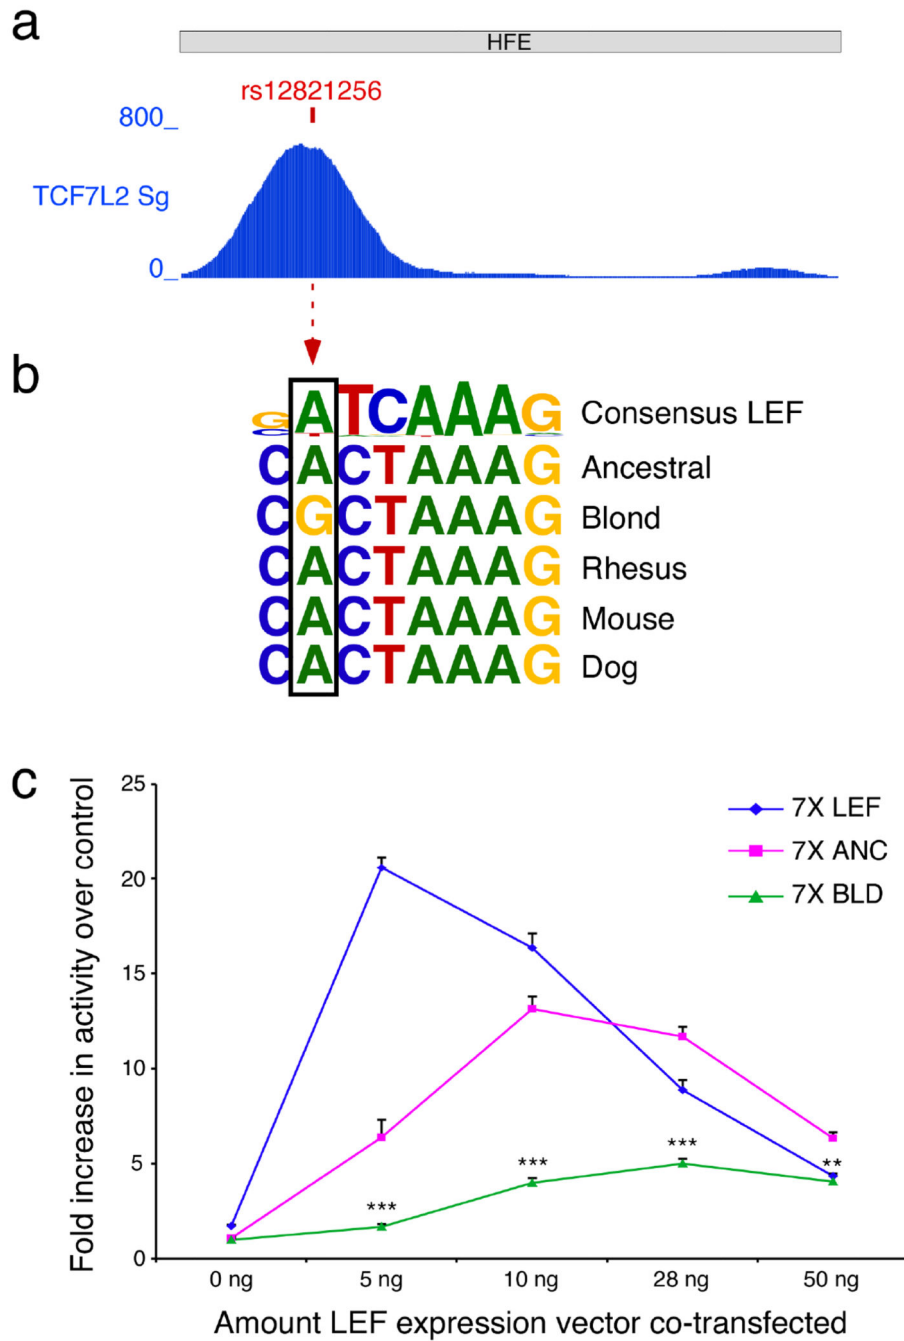 a
HFE
rs12821256
800_
TCF7L2 Sg
0_
b
GATCAAAG Consensus LEF
CACTAAAG Ancestral
CGCTAAAG Blond
CACTAAAG Rhesus
CACTAAAG Mouse
CACTAAAG Dog
c
Fold increase in activity over control
25
20
15
10
5
0
7X LEF
7X ANC
7X BLD
***
***
***
**
0 ng 5 ng 10 ng 28 ng 50 ng
Amount LEF expression vector co-transfected